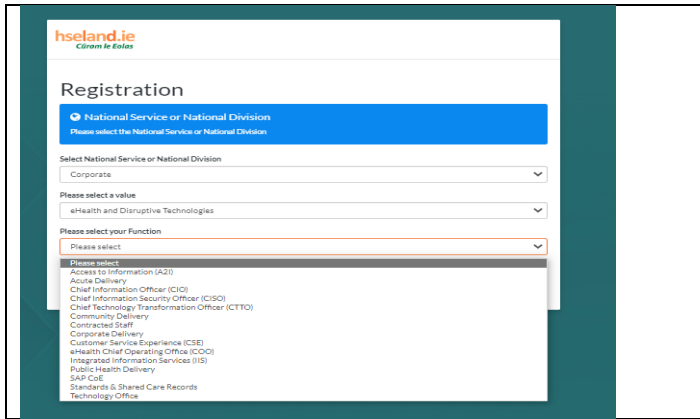 hseland.ie
Cúram le Eolas
Registration
National Service or National Division
Please select the National Service or National Division
Select National Service or National Division
Corporate
Please select a value
eHealth and Disruptive Technologies
Please select your Function
Please select
Please select
Access to Information (A2I)
Acute Delivery
Chief Information Officer (CIO)
Chief Information Security Officer (CISO)
Chief Technology Transformation Officer (CTTO)
Community Delivery
Contracted Staff
Corporate Delivery
Customer Service Experience (CSE)
eHealth Chief Operating Office (COO)
Integrated Information Services (IIS)
Public Health Delivery
SAP CoE
Standards & Shared Care Records
Technology Office